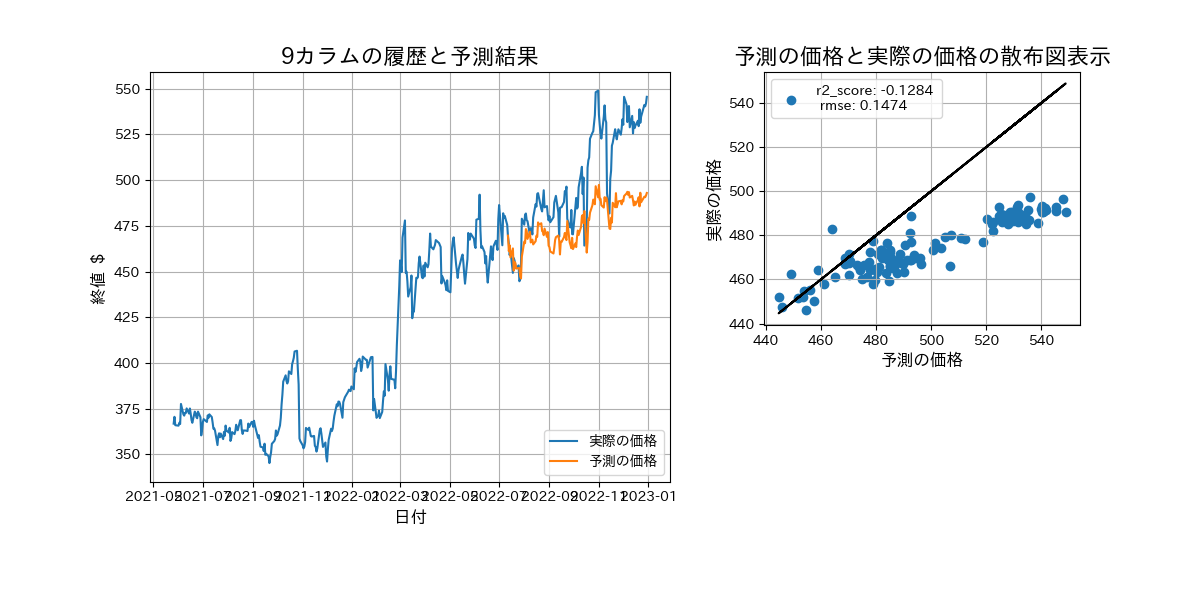 9カラムの履歴と予測結果
550
525
500
475
450
425
400
375
350
終値 $
実際の価格
予測の価格
2021-05 2021-07 2021-09 2021-11 2022-01 2022-03 2022-05 2022-07 2022-09 2022-11 2023-01
日付
予測の価格と実際の価格の散布図表示
r2_score: -0.1284
rmse: 0.1474
540
520
500
480
460
440
実際の価格
440 460 480 500 520 540
予測の価格